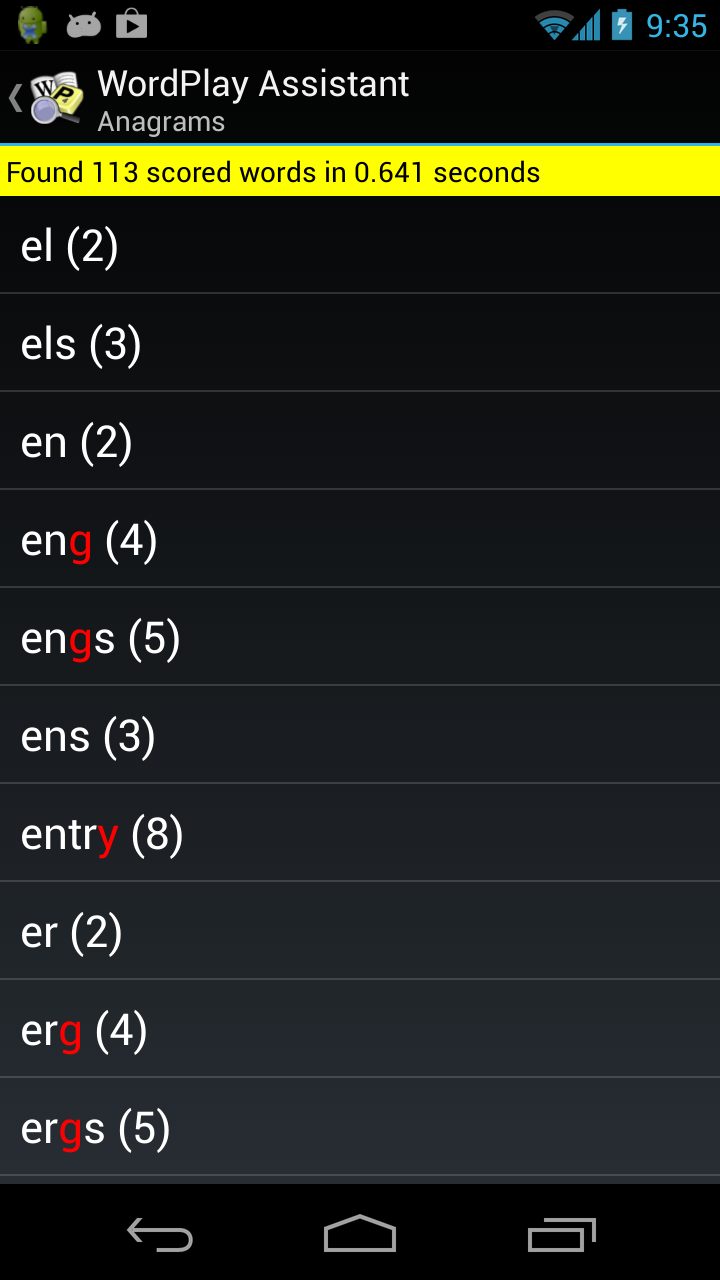 9:35
WordPlay Assistant
Anagrams
Found 113 scored words in 0.641 seconds
el (2)
els (3)
en (2)
eng (4)
engs (5)
ens (3)
entry (8)
er (2)
erg (4)
ergs (5)